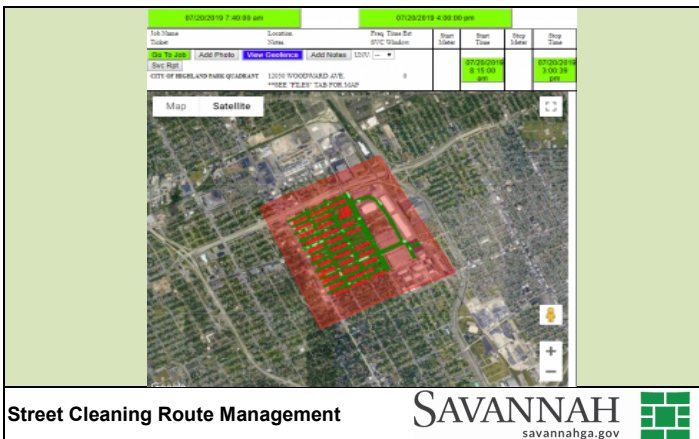 07/20/2019 7:40:00 am 07/20/2019 4:00:00 pm
Job Name Location Freq Time Est Start Start Stop Stop
Ticket Notes SVC Window Meter Time Meter Time
Go To Job Add Photo View Geofence Add Notes UNV: -- 07/20/2019 8:15:00 am 07/20/2019 3:00:39 pm
Svc Rpt
CITY OF HIGHLAND PARK QUADRANT 12050 WOODWARD AVE. 0
**SEE "FILES" TAB FOR MAP
Map Satellite
Google
Street Cleaning Route Management
SAVANNAH
savannahga.gov